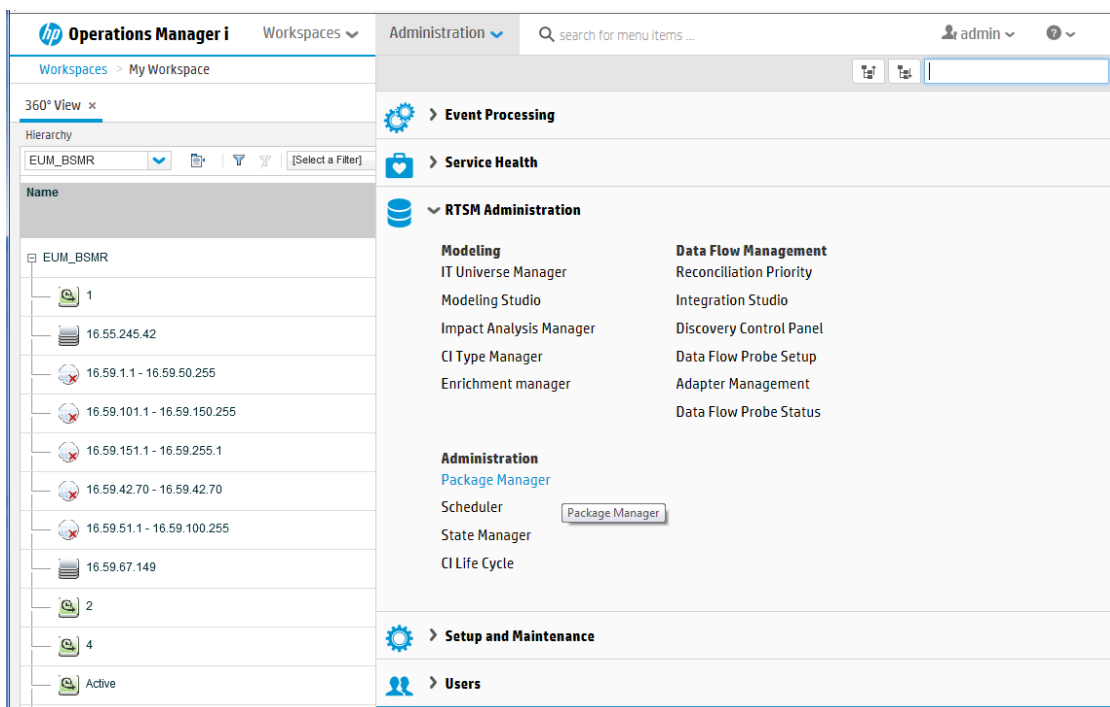 hp Operations Manager i Workspaces Administration search for menu items ... admin ?
Workspaces > My Workspace
360° View ×
Hierarchy
EUM_BSMR [Select a Filter]
Name
EUM_BSMR
1
16.55.245.42
16.59.1.1 - 16.59.50.255
16.59.101.1 - 16.59.150.255
16.59.151.1 - 16.59.255.1
16.59.42.70 - 16.59.42.70
16.59.51.1 - 16.59.100.255
16.59.67.149
2
4
Active
Event Processing
Service Health
RTSM Administration
Modeling
IT Universe Manager
Modeling Studio
Impact Analysis Manager
CI Type Manager
Enrichment manager
Data Flow Management
Reconciliation Priority
Integration Studio
Discovery Control Panel
Data Flow Probe Setup
Adapter Management
Data Flow Probe Status
Administration
Package Manager
Scheduler
Package Manager
State Manager
CI Life Cycle
Setup and Maintenance
Users